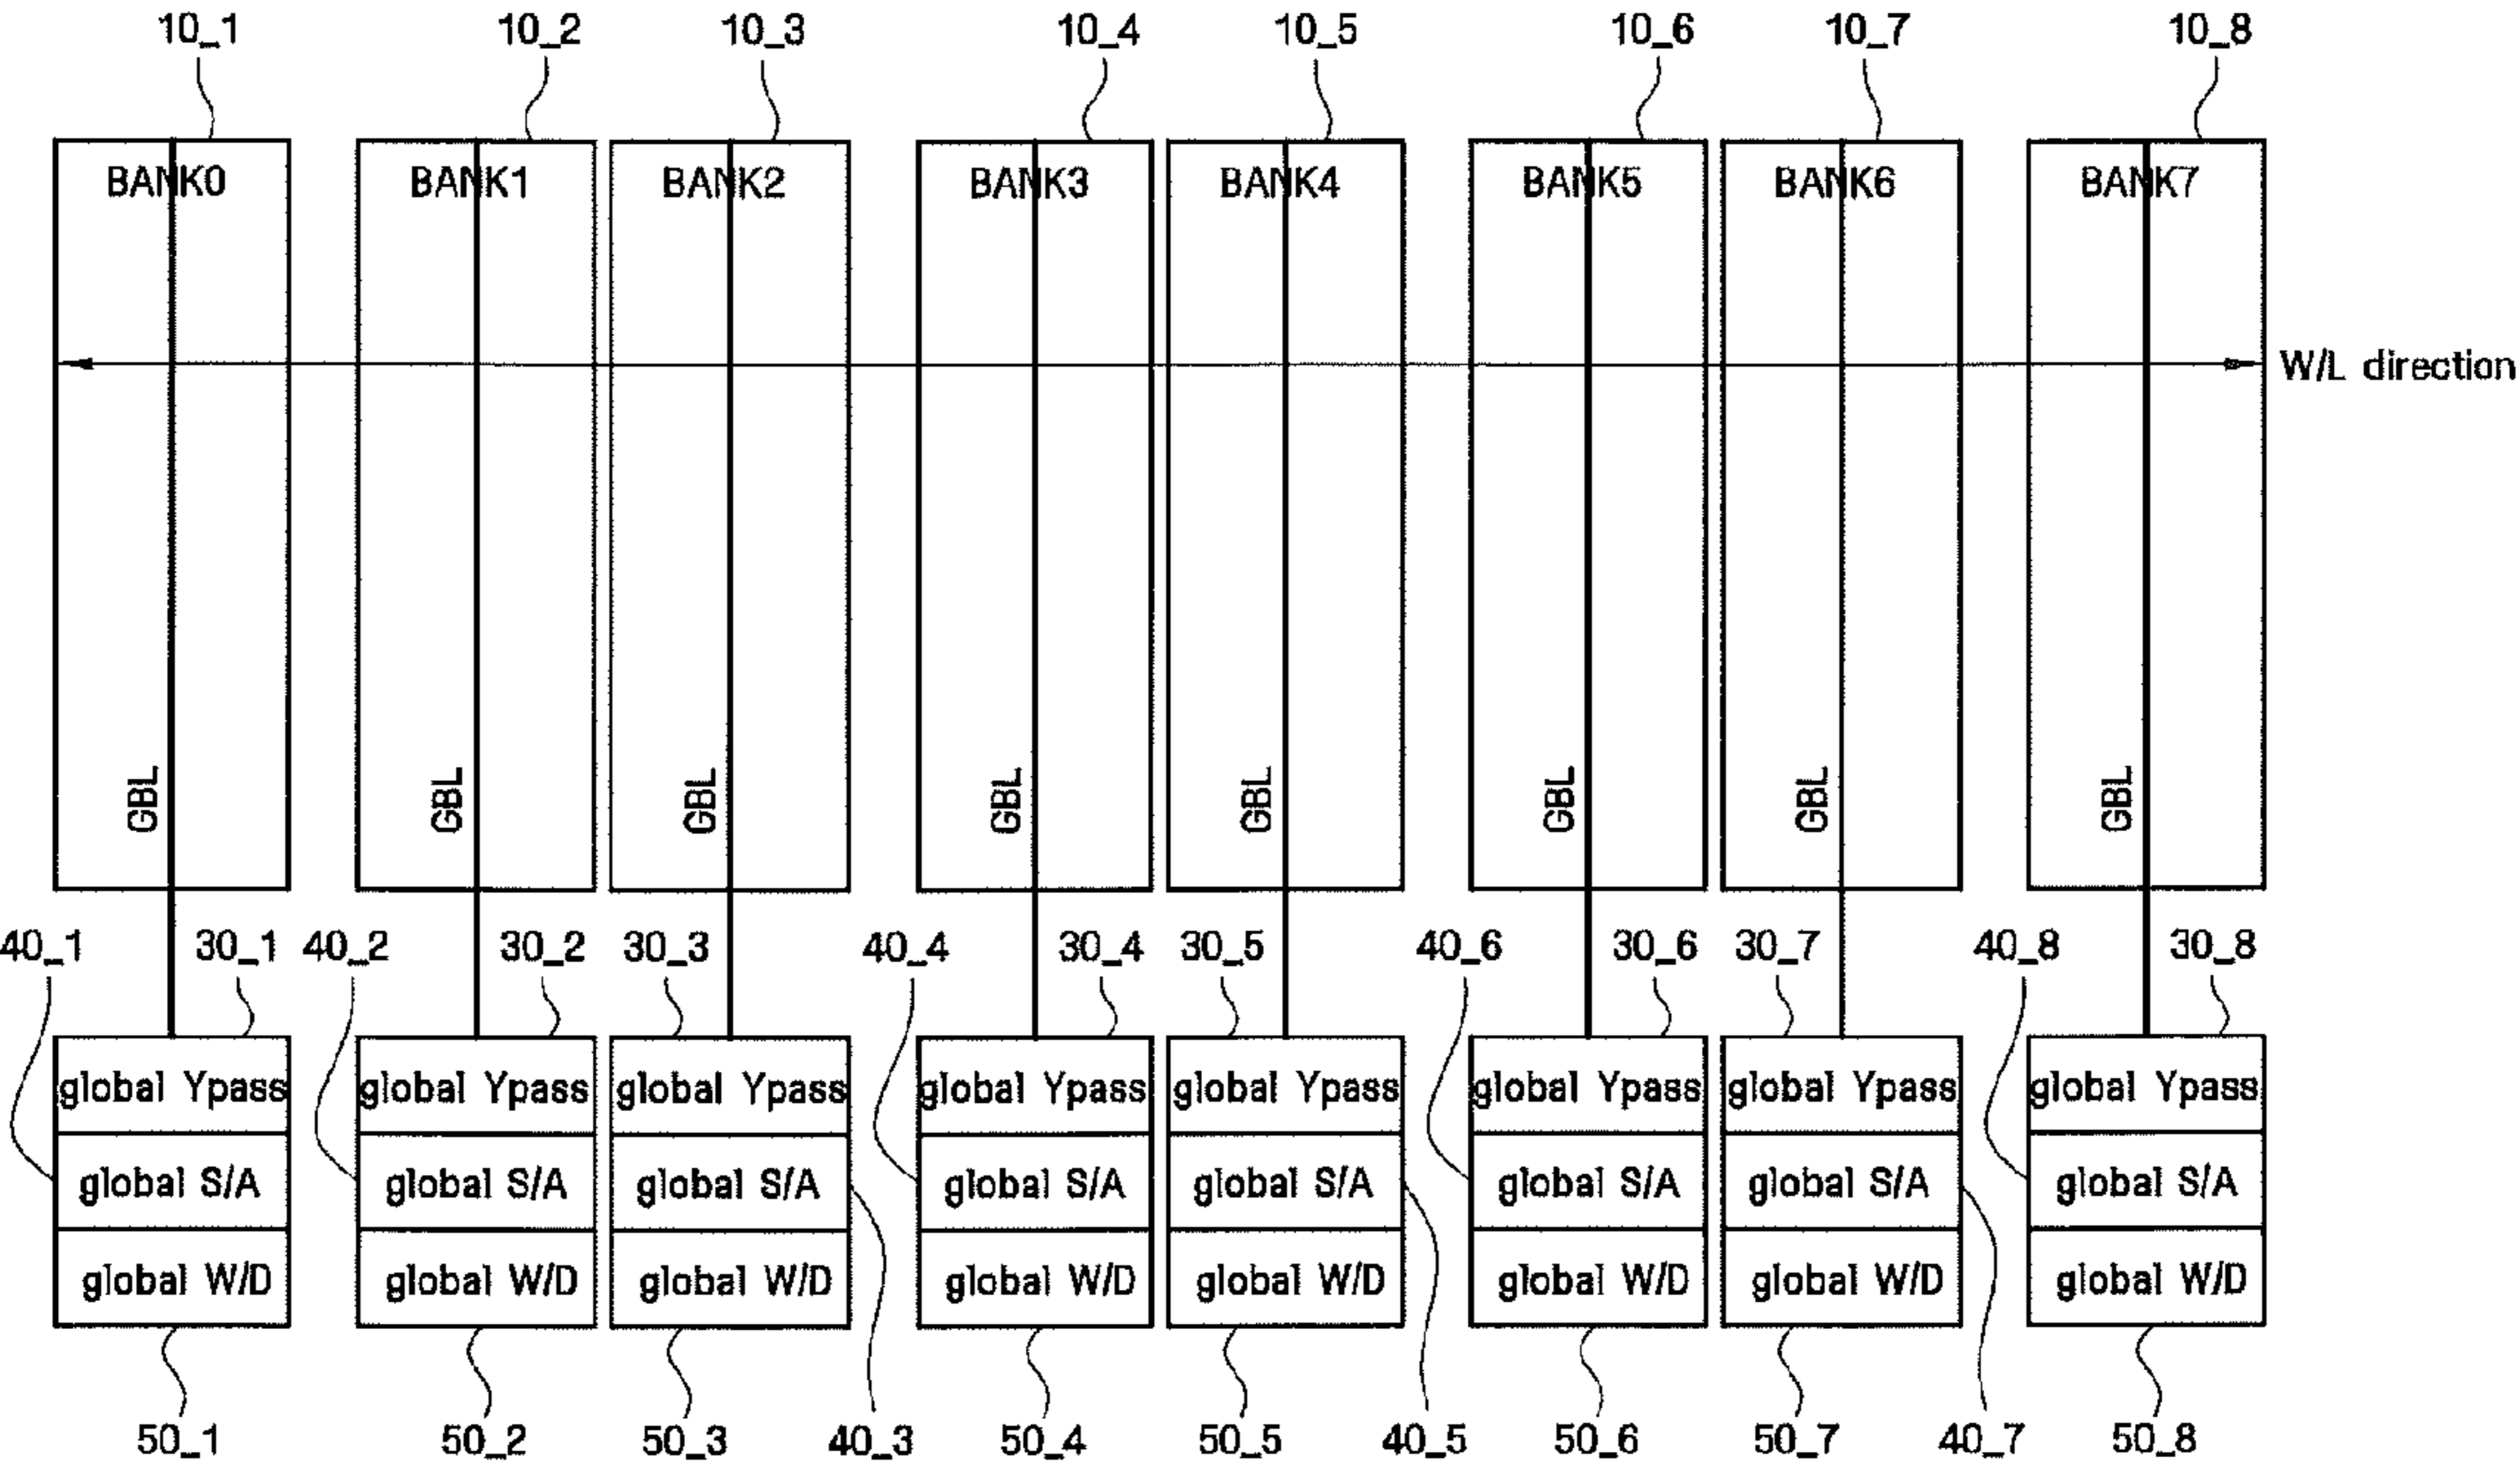 10_1 10_2 10_3 10_4 10_5 10_6 10_7 10_8
BANK0 BANK1 BANK2 BANK3 BANK4 BANK5 BANK6 BANK7
W/L direction
GBL GBL GBL GBL GBL GBL GBL GBL
40_1 30_1 40_2 30_2 30_3 40_4 30_4 30_5 40_6 30_6 30_7 40_8 30_8
global Ypass global Ypass global Ypass global Ypass global Ypass global Ypass global Ypass global Ypass
global S/A global S/A global S/A global S/A global S/A global S/A global S/A global S/A
global W/D global W/D global W/D global W/D global W/D global W/D global W/D global W/D
50_1 50_2 50_3 40_3 50_4 50_5 40_5 50_6 50_7 40_7 50_8